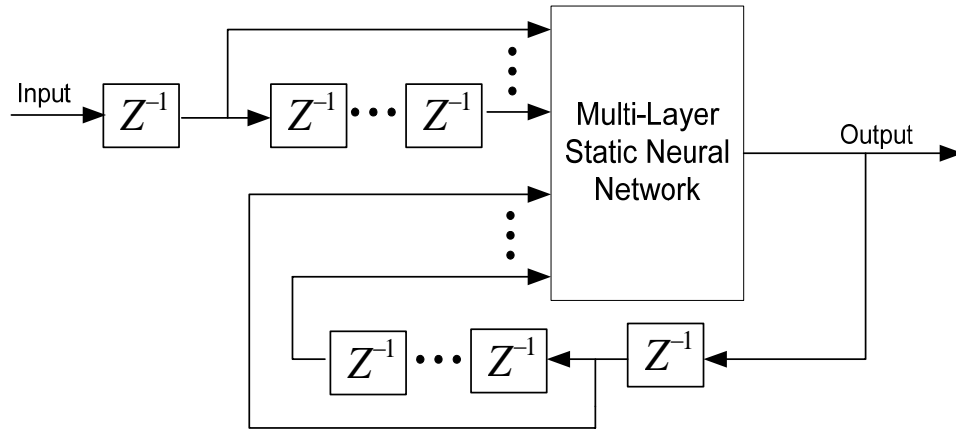 Input
Z⁻¹
Z⁻¹
Z⁻¹
Multi-Layer
Static Neural
Network
Output
Z⁻¹
Z⁻¹
Z⁻¹